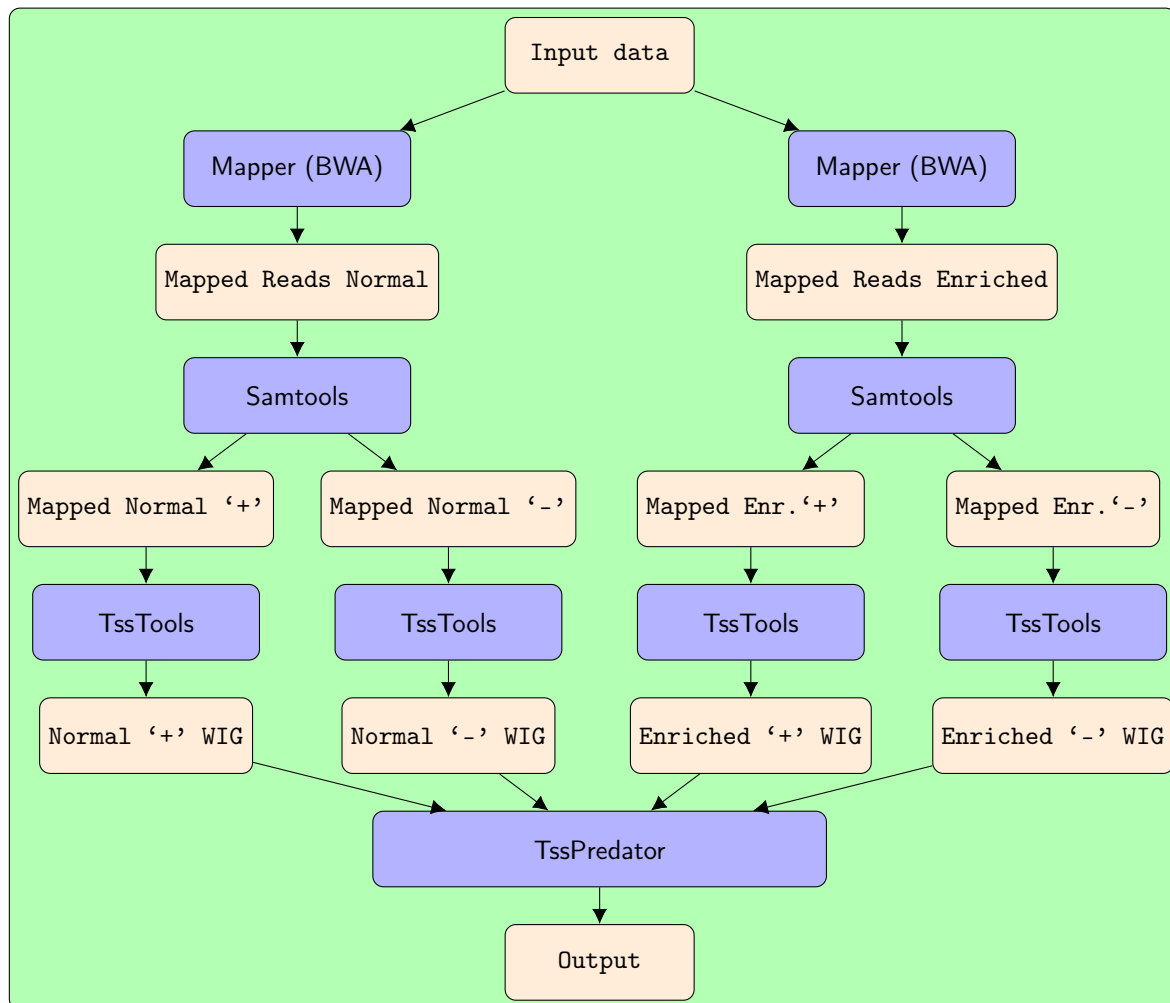 Input data
Mapper (BWA)
Mapper (BWA)
Mapped Reads Normal
Mapped Reads Enriched
Samtools
Samtools
Mapped Normal ‘+’
Mapped Normal ‘-’
Mapped Enr.‘+’
Mapped Enr.‘-’
TssTools
TssTools
TssTools
TssTools
Normal ‘+’ WIG
Normal ‘-’ WIG
Enriched ‘+’ WIG
Enriched ‘-’ WIG
TssPredator
Output